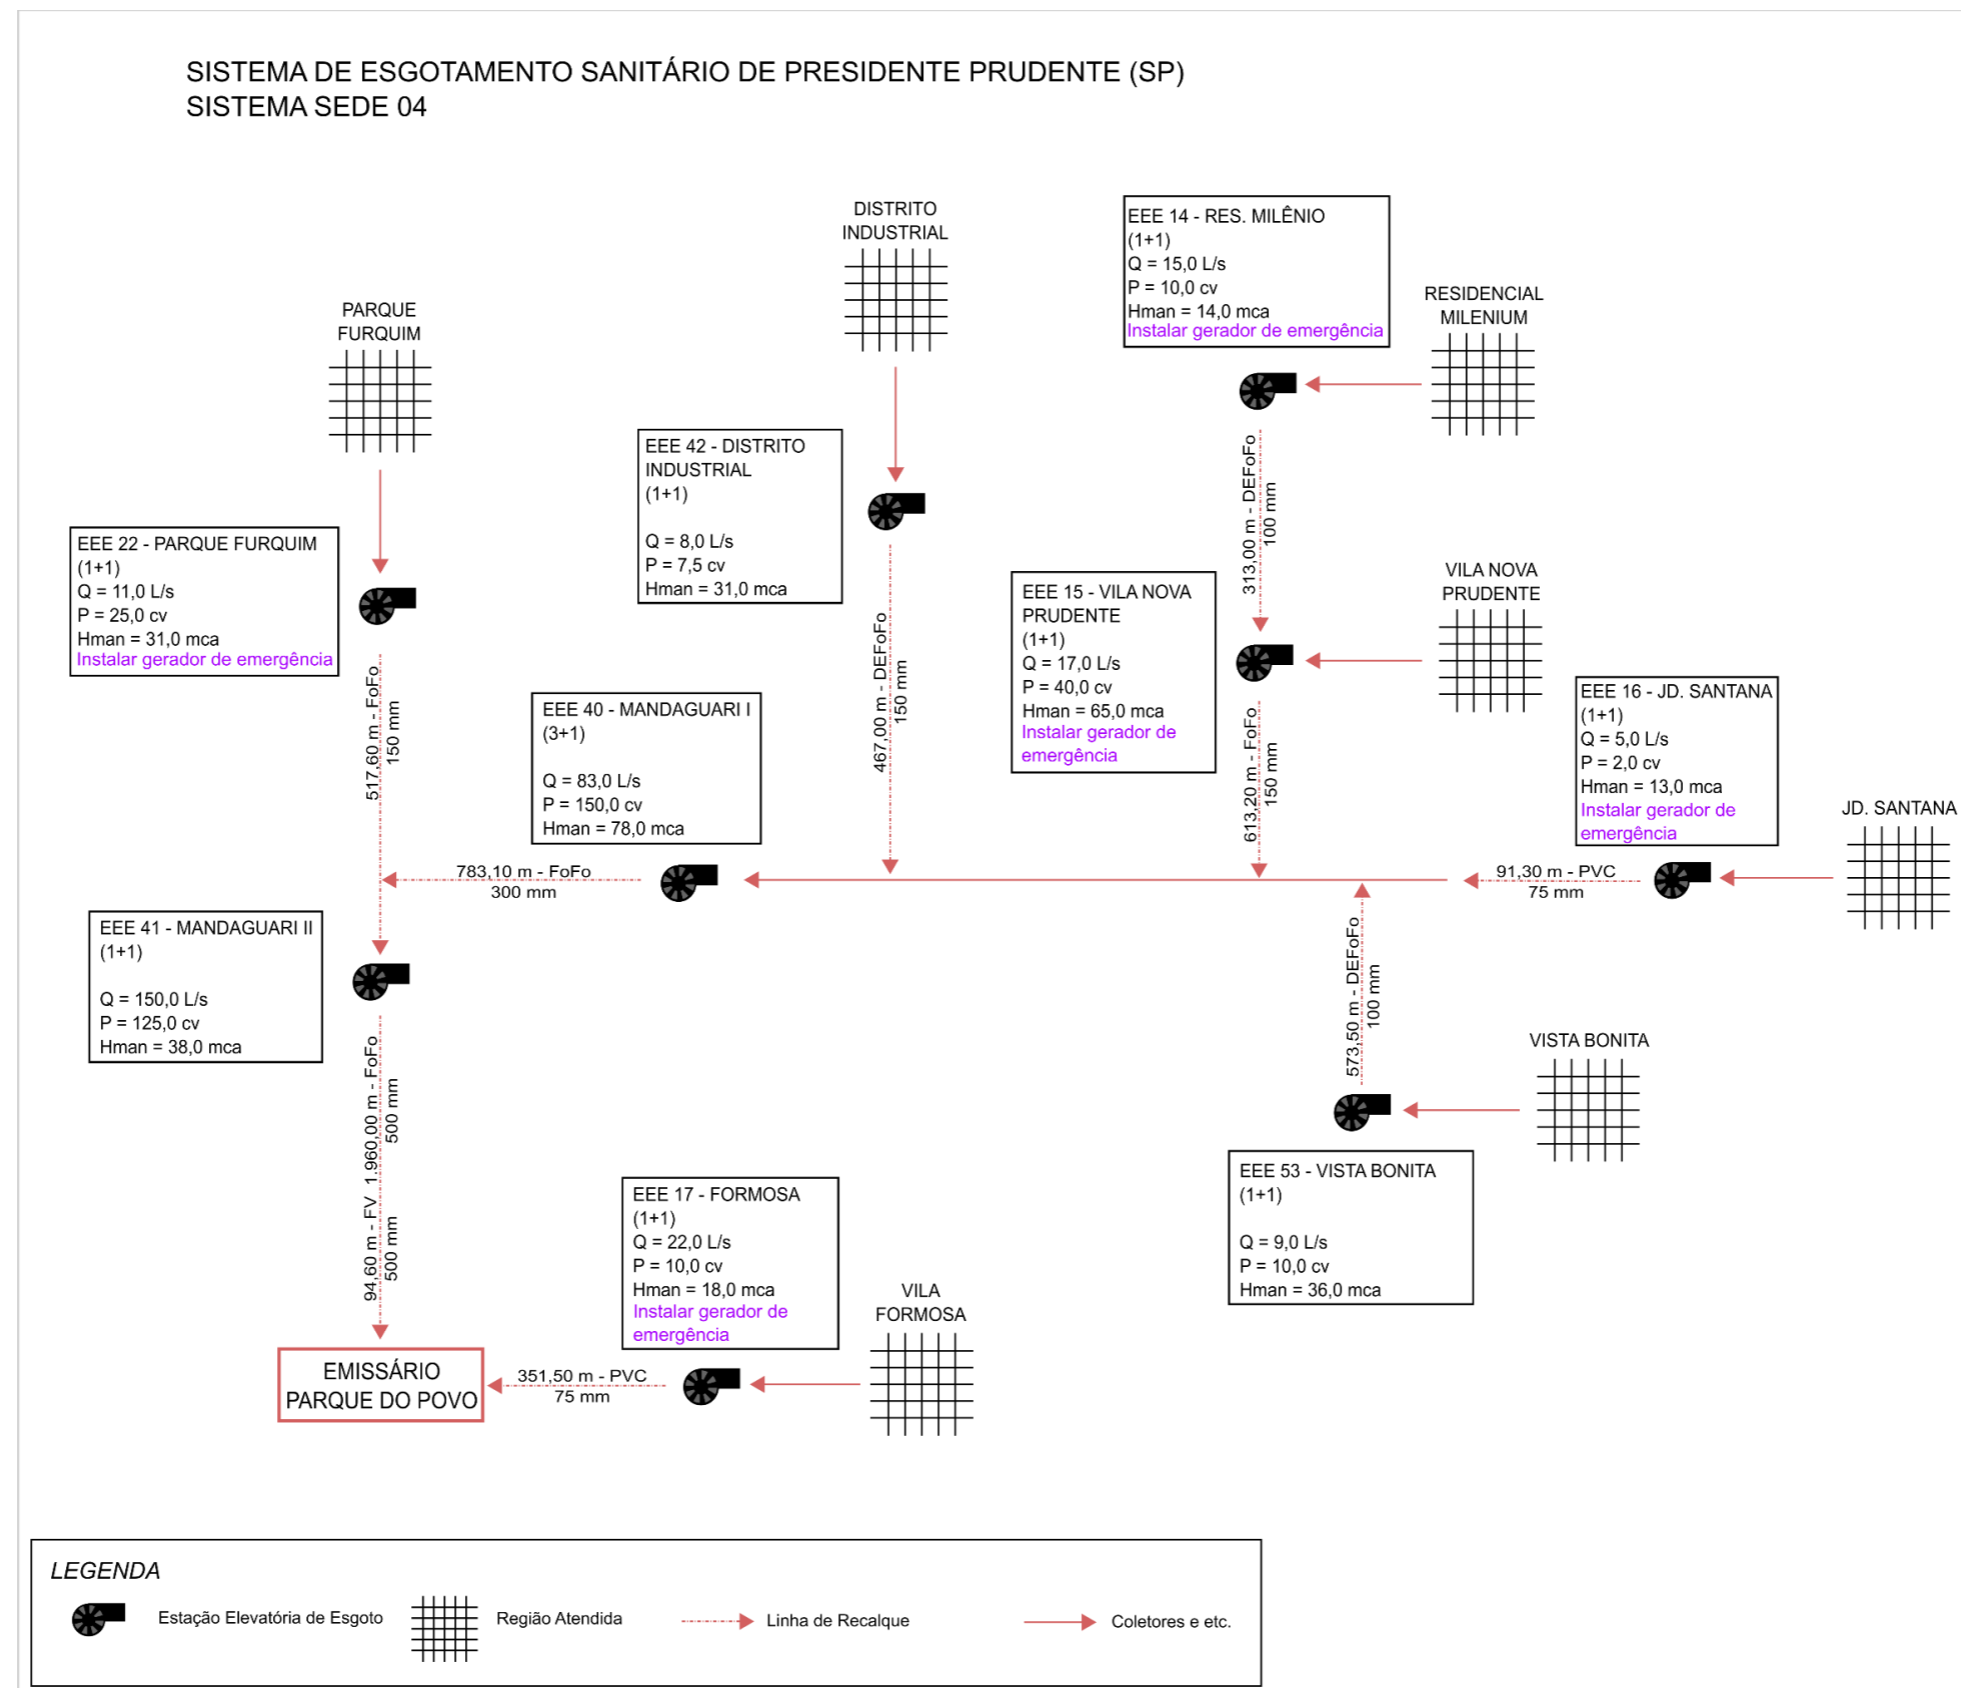 SISTEMA DE ESGOTAMENTO SANITÁRIO DE PRESIDENTE PRUDENTE (SP)
SISTEMA SEDE 04
DISTRITO
INDUSTRIAL
EEE 14 - RES. MILÊNIO
(1+1)
Q = 15,0 L/s
P = 10,0 cv
Hman = 14,0 mca
Instalar gerador de emergência
RESIDENCIAL
MILENIUM
PARQUE
FURQUIM
EEE 42 - DISTRITO
INDUSTRIAL
(1+1)
Q = 8,0 L/s
P = 7,5 cv
Hman = 31,0 mca
313,00 m - DEFoFo
100 mm
EEE 22 - PARQUE FURQUIM
(1+1)
Q = 11,0 L/s
P = 25,0 cv
Hman = 31,0 mca
Instalar gerador de emergência
EEE 15 - VILA NOVA
PRUDENTE
(1+1)
Q = 17,0 L/s
P = 40,0 cv
Hman = 65,0 mca
Instalar gerador de
emergência
VILA NOVA
PRUDENTE
517,60 m - FoFo
150 mm
467,00 m - DEFoFo
150 mm
613,20 m - FoFo
150 mm
EEE 40 - MANDAGUARI I
(3+1)
Q = 83,0 L/s
P = 150,0 cv
Hman = 78,0 mca
EEE 16 - JD. SANTANA
(1+1)
Q = 5,0 L/s
P = 2,0 cv
Hman = 13,0 mca
Instalar gerador de
emergência
JD. SANTANA
783,10 m - FoFo
300 mm
91,30 m - PVC
75 mm
EEE 41 - MANDAGUARI II
(1+1)
Q = 150,0 L/s
P = 125,0 cv
Hman = 38,0 mca
573,50 m - DEFoFo
100 mm
VISTA BONITA
94,60 m - FV 1.960,00 m - FoFo
500 mm 500 mm
EEE 53 - VISTA BONITA
(1+1)
Q = 9,0 L/s
P = 10,0 cv
Hman = 36,0 mca
EEE 17 - FORMOSA
(1+1)
Q = 22,0 L/s
P = 10,0 cv
Hman = 18,0 mca
Instalar gerador de
emergência
VILA
FORMOSA
EMISSÁRIO
PARQUE DO POVO
351,50 m - PVC
75 mm
LEGENDA
Estação Elevatória de Esgoto
Região Atendida
Linha de Recalque
Coletores e etc.